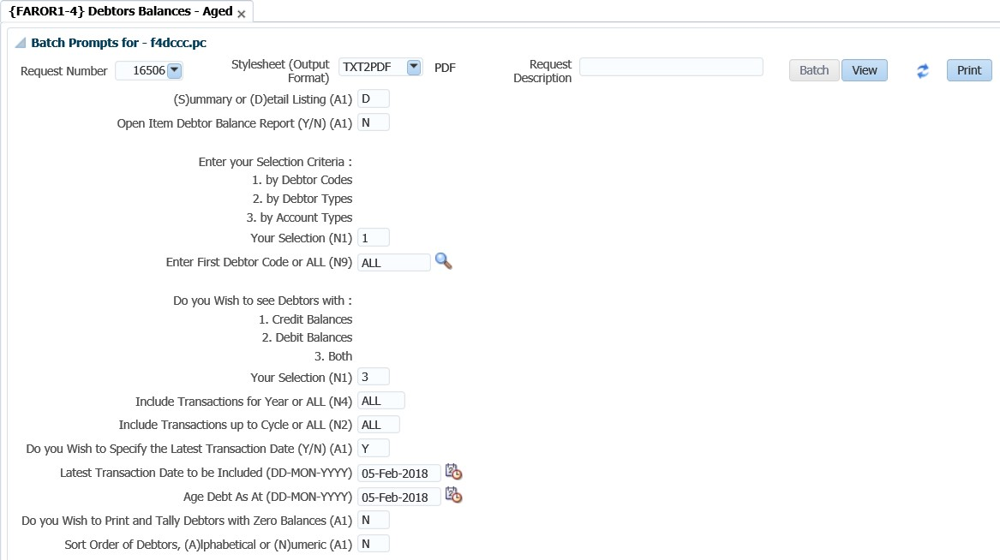 {FAROR1-4} Debtors Balances - Aged
Batch Prompts for - f4dccc.pc
Request Number 16506 Stylesheet (Output Format) TXT2PDF PDF Request Description Batch View Print
(S)ummary or (D)etail Listing (A1) D
Open Item Debtor Balance Report (Y/N) (A1) N
Enter your Selection Criteria :
1. by Debtor Codes
2. by Debtor Types
3. by Account Types
Your Selection (N1) 1
Enter First Debtor Code or ALL (N9) ALL
Do you Wish to see Debtors with :
1. Credit Balances
2. Debit Balances
3. Both
Your Selection (N1) 3
Include Transactions for Year or ALL (N4) ALL
Include Transactions up to Cycle or ALL (N2) ALL
Do you Wish to Specify the Latest Transaction Date (Y/N) (A1) Y
Latest Transaction Date to be Included (DD-MON-YYYY) 05-Feb-2018
Age Debt As At (DD-MON-YYYY) 05-Feb-2018
Do you Wish to Print and Tally Debtors with Zero Balances (A1) N
Sort Order of Debtors, (A)lphabetical or (N)umeric (A1) N